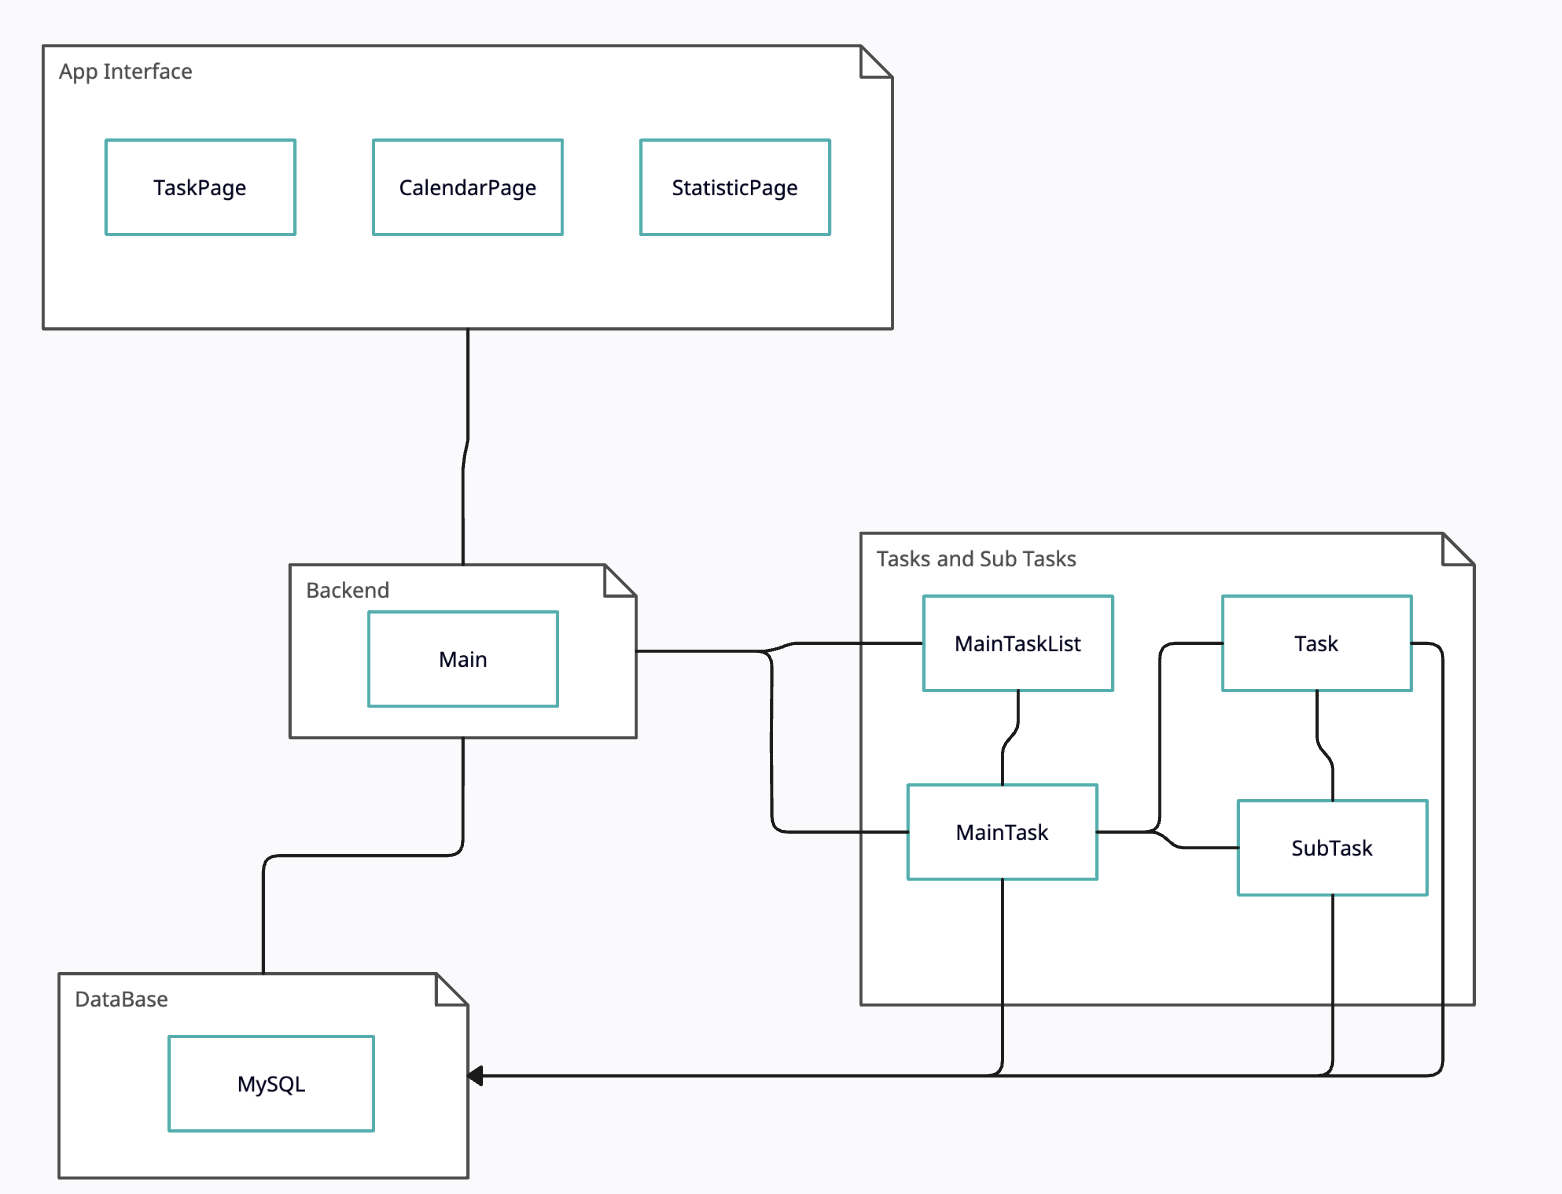 App Interface
TaskPage
CalendarPage
StatisticPage
Backend
Main
Tasks and Sub Tasks
MainTaskList
Task
MainTask
SubTask
DataBase
MySQL